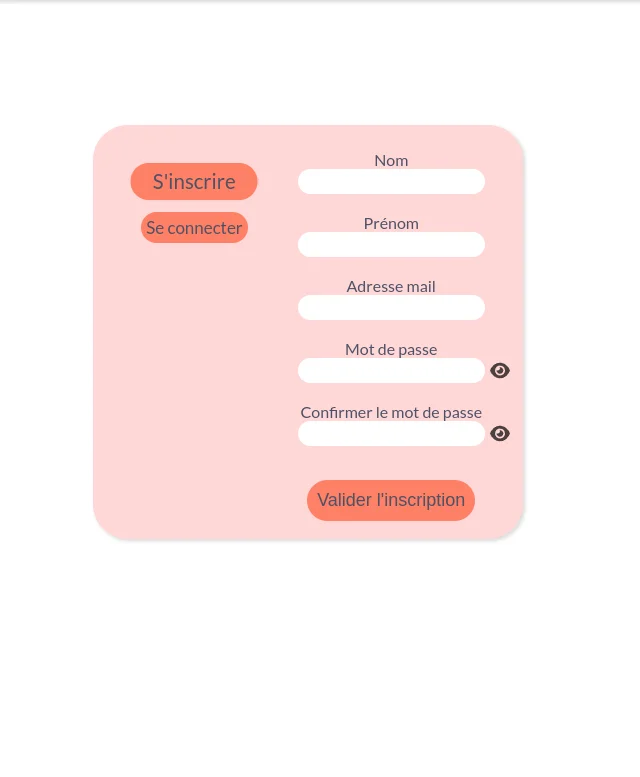 S'inscrire
Se connecter
Nom
Prénom
Adresse mail
Mot de passe
Confirmer le mot de passe
Valider l'inscription